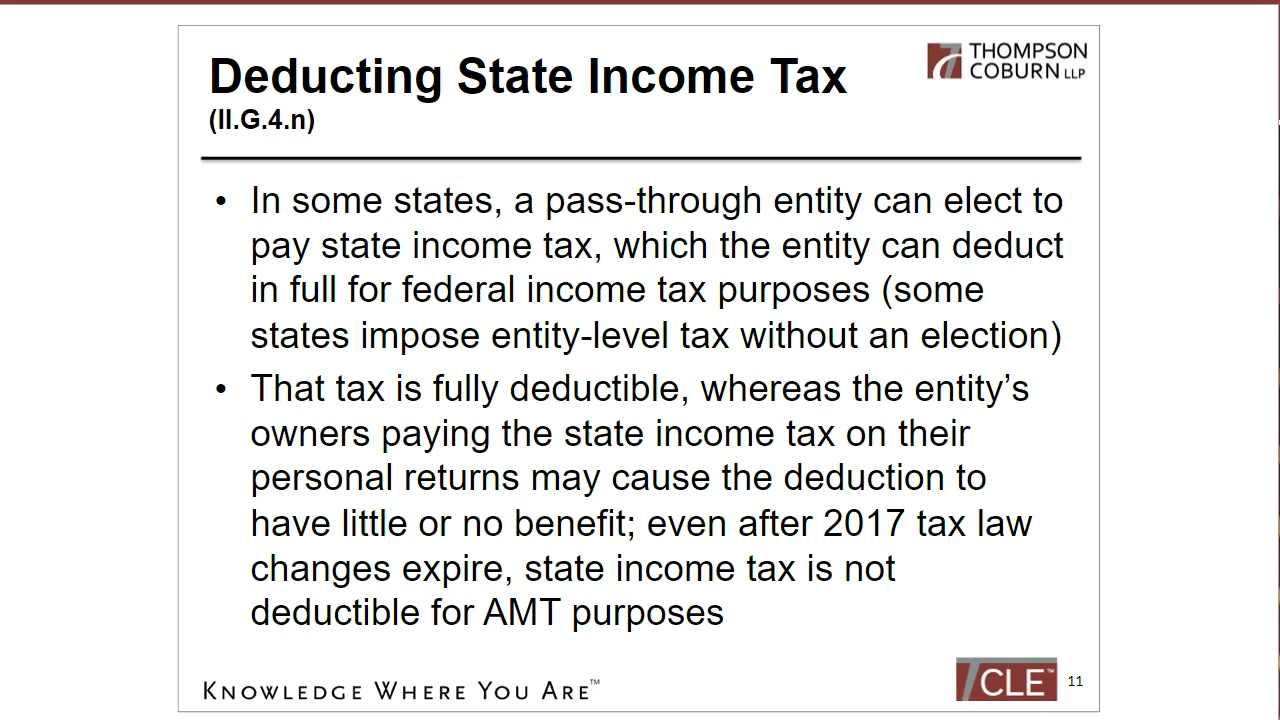 Deducting State Income Tax
(II.G.4.n)
THOMPSON
COBURN LLP
• In some states, a pass-through entity can elect to
pay state income tax, which the entity can deduct
in full for federal income tax purposes (some
states impose entity-level tax without an election)
• That tax is fully deductible, whereas the entity’s
owners paying the state income tax on their
personal returns may cause the deduction to
have little or no benefit; even after 2017 tax law
changes expire, state income tax is not
deductible for AMT purposes
KNOWLEDGE WHERE YOU ARE™
CLE™
11